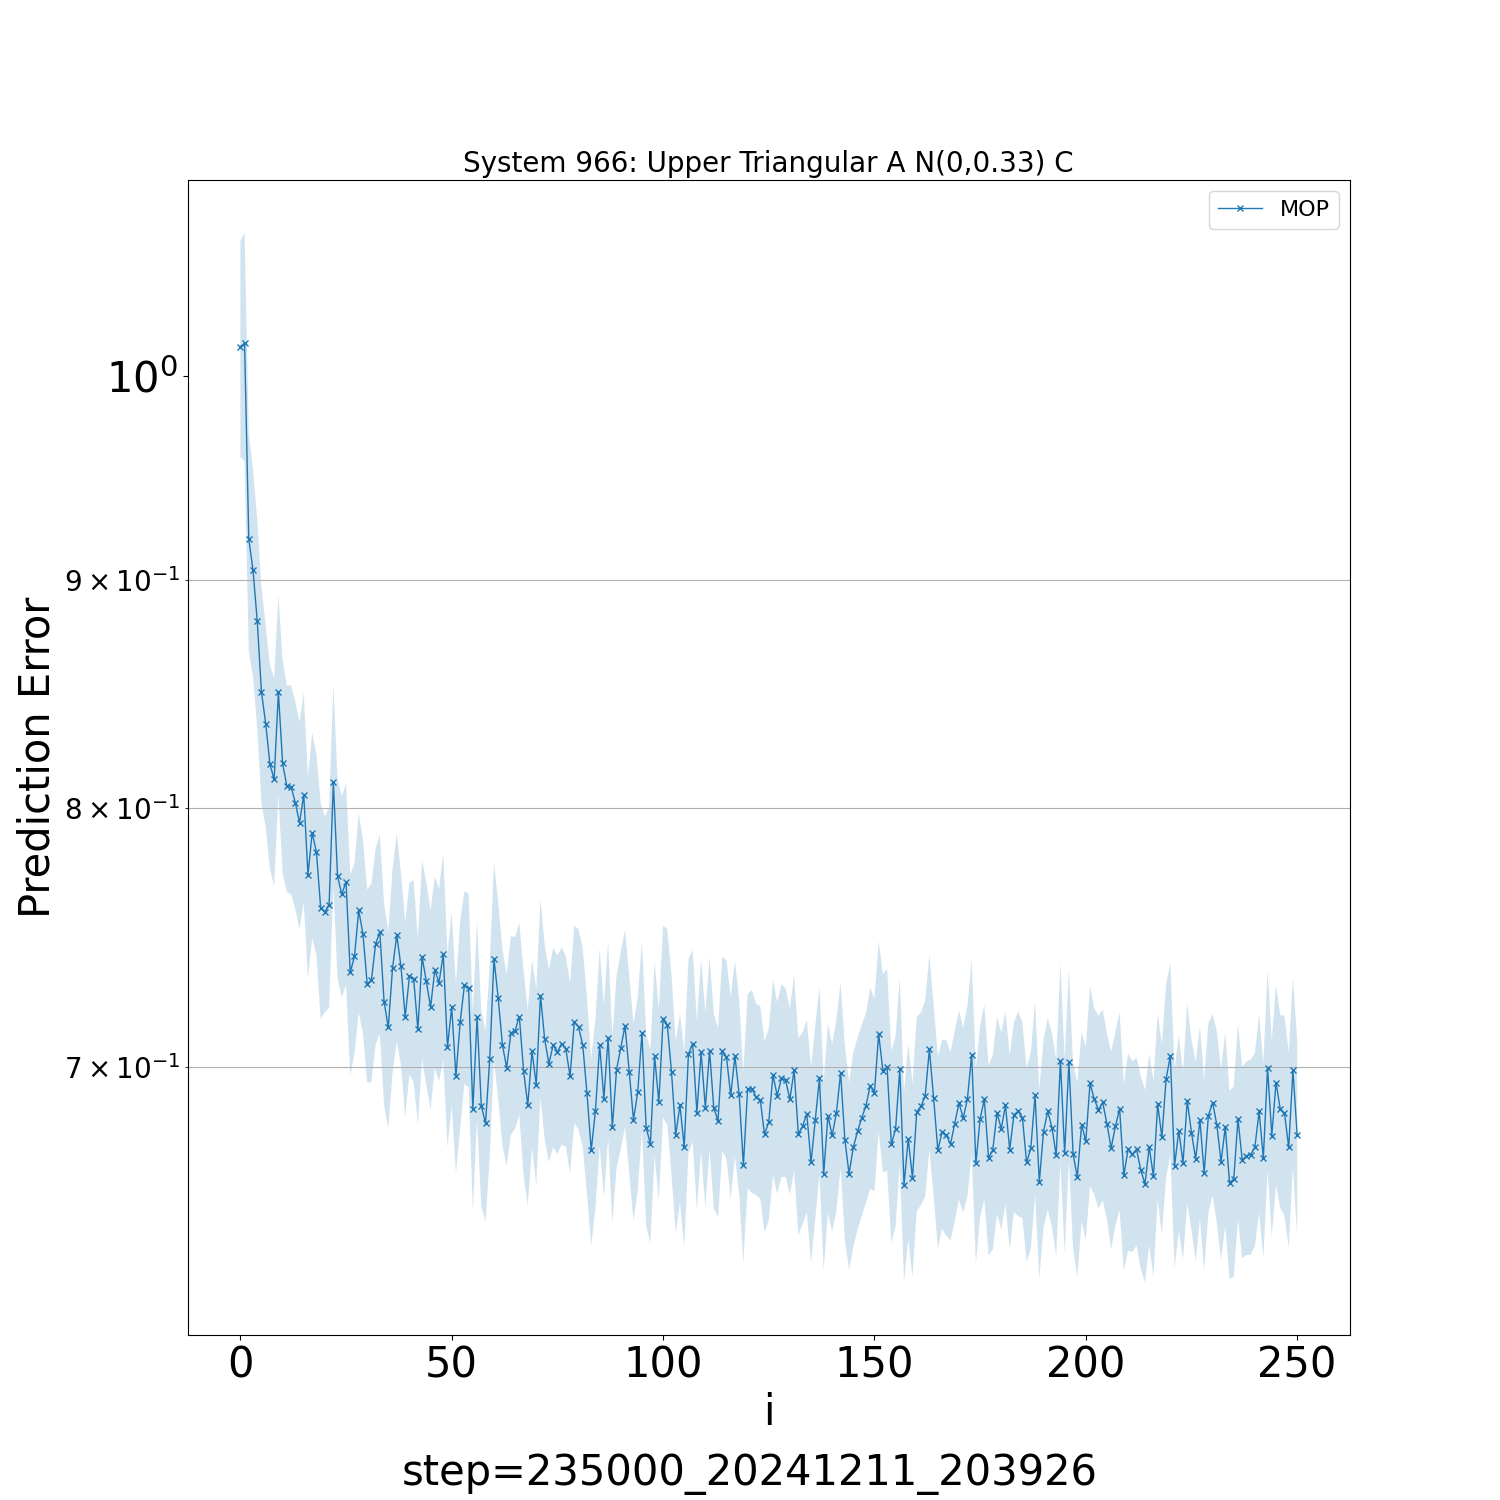 System 966: Upper Triangular A N(0,0.33) C
MOP
10⁰
9 × 10⁻¹
8 × 10⁻¹
7 × 10⁻¹
Prediction Error
0 50 100 150 200 250
i
step=235000_20241211_203926